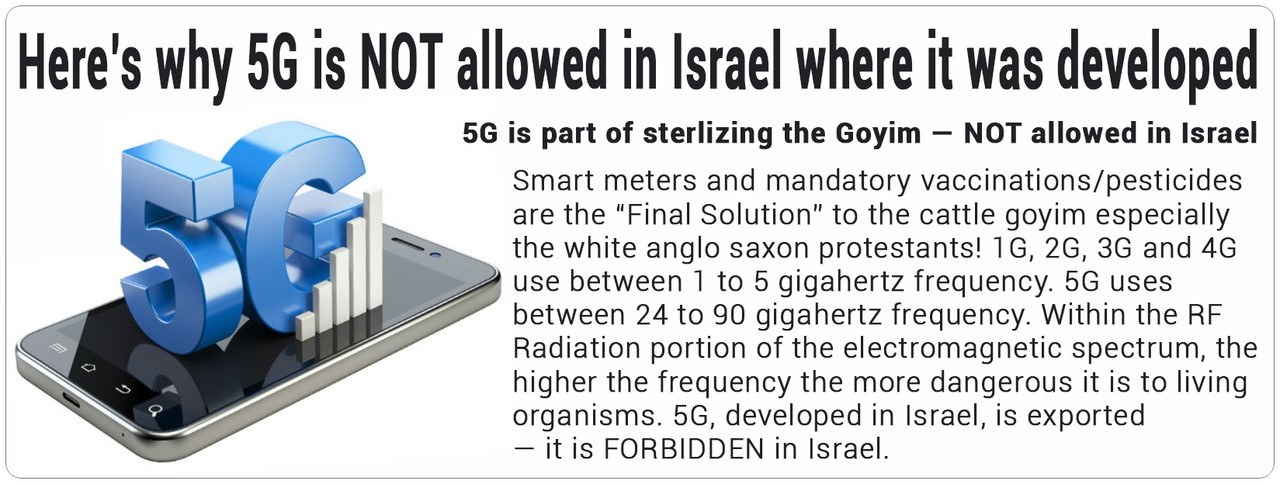 Here's why 5G is NOT allowed in Israel where it was developed
5G is part of sterlizing the Goyim — NOT allowed in Israel
Smart meters and mandatory vaccinations/pesticides
are the “Final Solution” to the cattle goyim especially
the white anglo saxon protestants! 1G, 2G, 3G and 4G
use between 1 to 5 gigahertz frequency. 5G uses
between 24 to 90 gigahertz frequency. Within the RF
Radiation portion of the electromagnetic spectrum, the
higher the frequency the more dangerous it is to living
organisms. 5G, developed in Israel, is exported
— it is FORBIDDEN in Israel.
5G